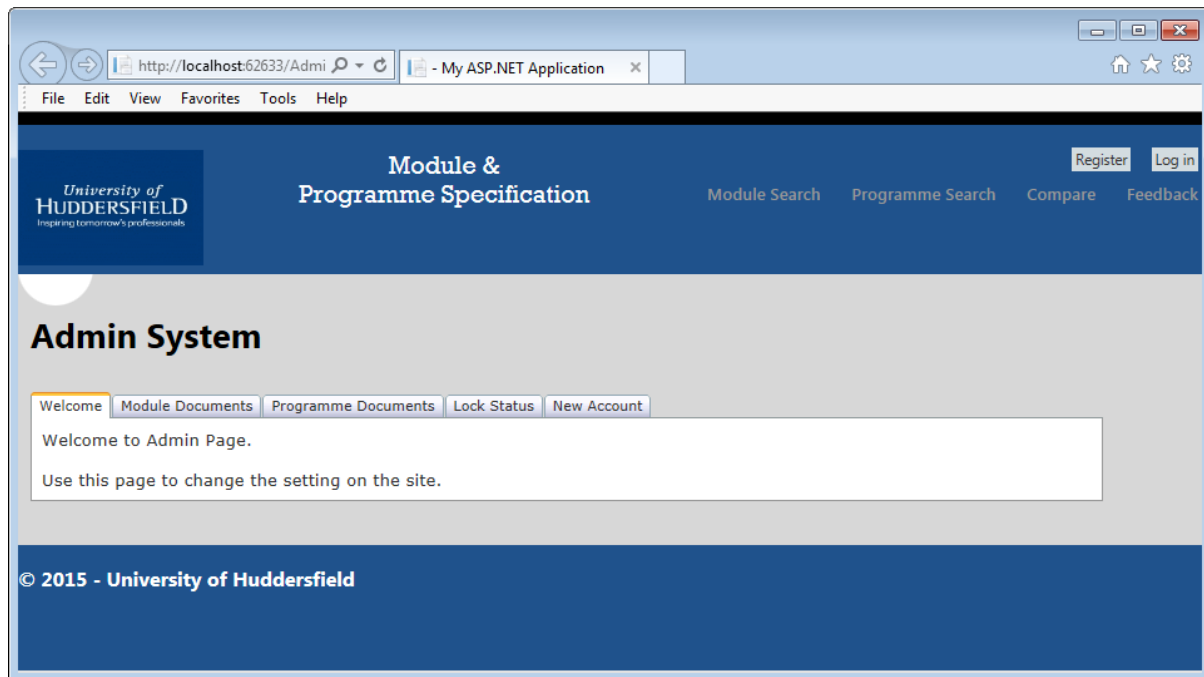 http://localhost:62633/Admi
- My ASP.NET Application
File Edit View Favorites Tools Help
University of
HUDDERSFIELD
Inspiring tomorrow's professionals
Module &
Programme Specification
Register Log in
Module Search Programme Search Compare Feedback
Admin System
Welcome Module Documents Programme Documents Lock Status New Account
Welcome to Admin Page.
Use this page to change the setting on the site.
© 2015 - University of Huddersfield